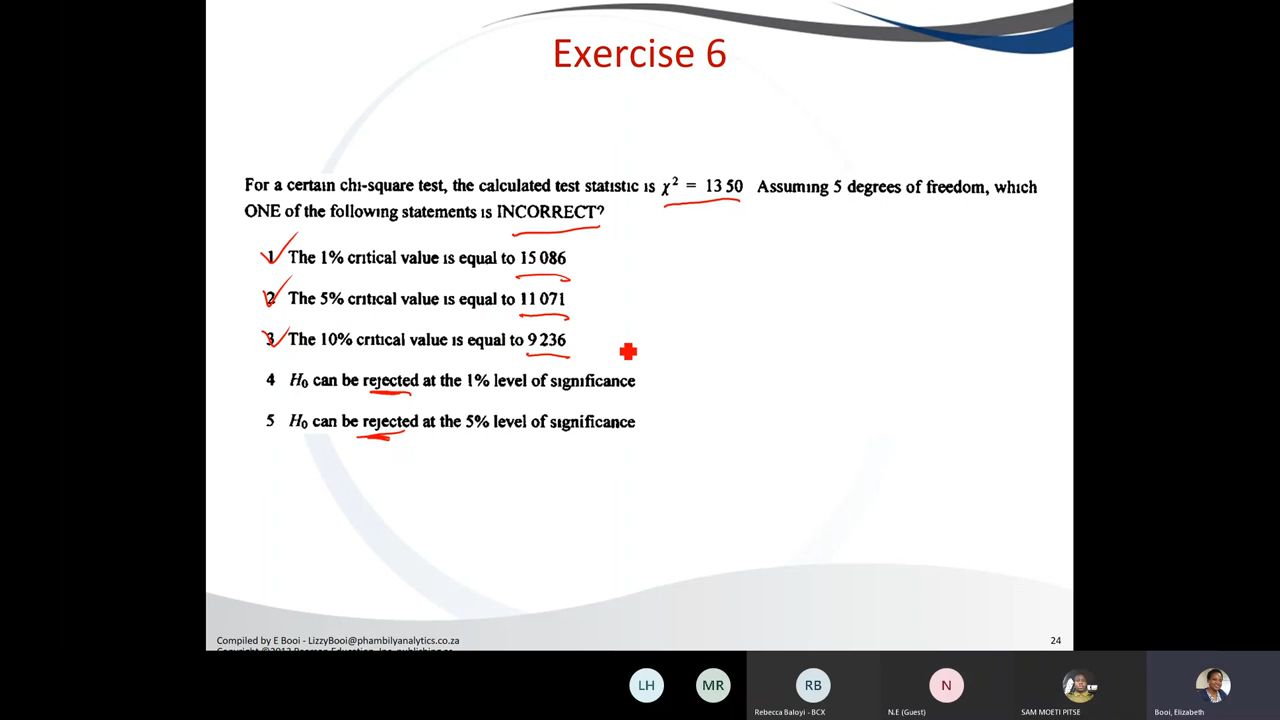 Exercise 6
For a certain chi-square test, the calculated test statistic is χ² = 13 50 Assuming 5 degrees of freedom, which
ONE of the following statements is INCORRECT?
1 The 1% critical value is equal to 15 086
2 The 5% critical value is equal to 11 071
3 The 10% critical value is equal to 9 236
4 H₀ can be rejected at the 1% level of significance
5 H₀ can be rejected at the 5% level of significance
Compiled by E Booi - LizzyBooi@phambilyanalytics.co.za
24
LH
MR
RB
N
Rebecca Baloyi - BCX
N.E (Guest)
SAM MOETI PITSE
Booi, Elizabeth